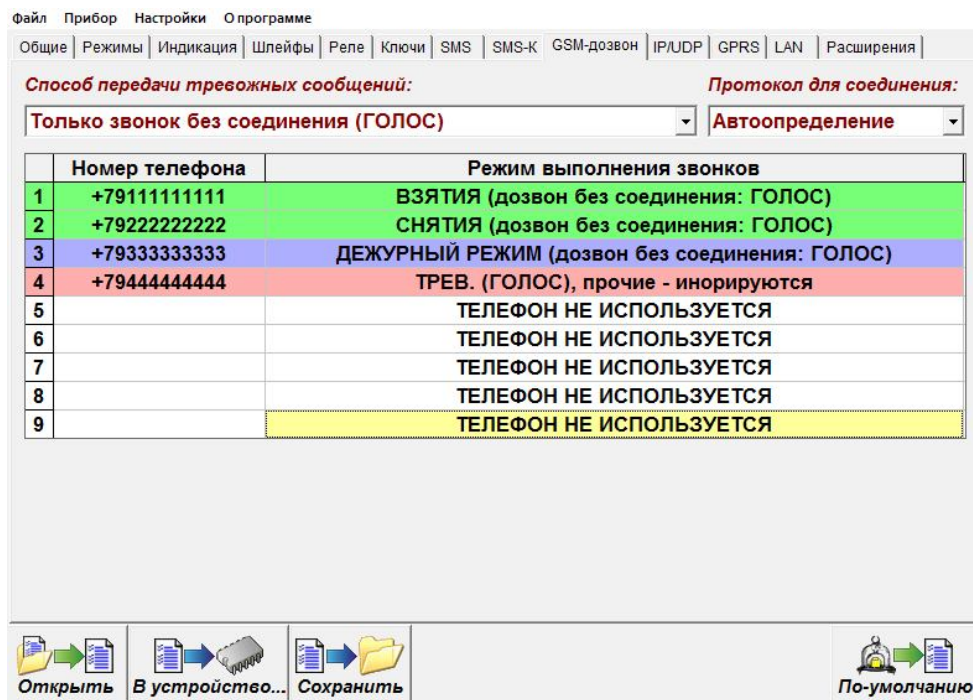 Файл Прибор Настройки О программе
Общие Режимы Индикация Шлейфы Реле Ключи SMS SMS-K GSM-дозвон IP/UDP GPRS LAN Расширения
Способ передачи тревожных сообщений: Протокол для соединения:
Только звонок без соединения (ГОЛОС) Автоопределение
Номер телефона Режим выполнения звонков
1 +79111111111 ВЗЯТИЯ (дозвон без соединения: ГОЛОС)
2 +79222222222 СНЯТИЯ (дозвон без соединения: ГОЛОС)
3 +79333333333 ДЕЖУРНЫЙ РЕЖИМ (дозвон без соединения: ГОЛОС)
4 +79444444444 ТРЕВ. (ГОЛОС), прочие - инорируются
5 ТЕЛЕФОН НЕ ИСПОЛЬЗУЕТСЯ
6 ТЕЛЕФОН НЕ ИСПОЛЬЗУЕТСЯ
7 ТЕЛЕФОН НЕ ИСПОЛЬЗУЕТСЯ
8 ТЕЛЕФОН НЕ ИСПОЛЬЗУЕТСЯ
9 ТЕЛЕФОН НЕ ИСПОЛЬЗУЕТСЯ
Открыть В устройство... Сохранить По-умолчанию